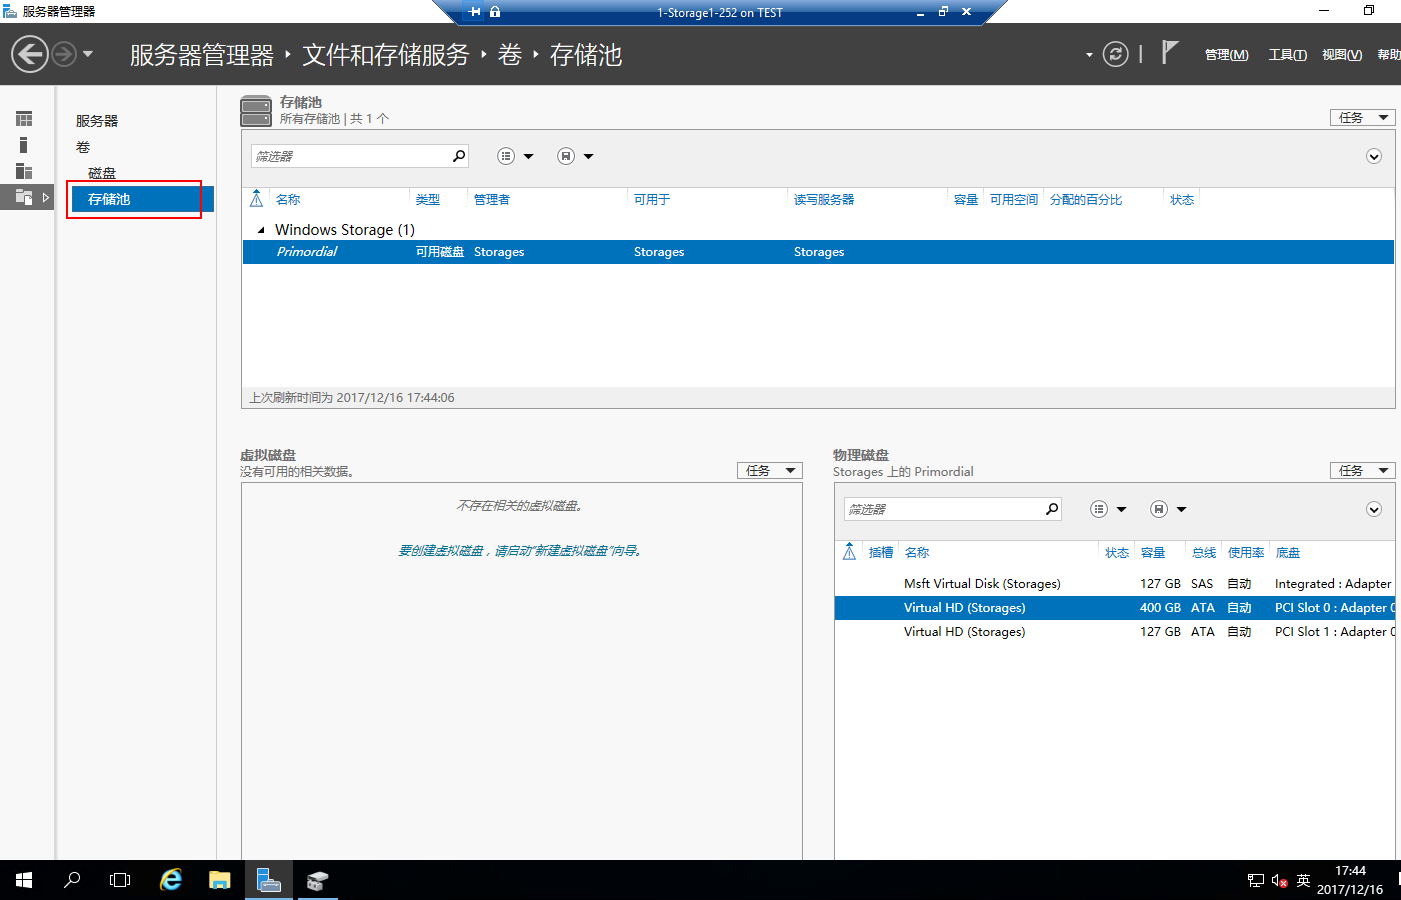 服务器管理器
1-Storage1-252 on TEST
服务器管理器 文件和存储服务 卷 存储池
管理(M) 工具(T) 视图(V) 帮助
服务器
卷
磁盘
存储池
存储池
所有存储池 | 共 1 个
任务
筛选器
名称 类型 管理者 可用于 读写服务器 容量 可用空间 分配的百分比 状态
Windows Storage (1)
Primordial 可用磁盘 Storages Storages Storages
上次刷新时间为 2017/12/16 17:44:06
虚拟磁盘
没有可用的相关数据。
任务
不存在相关的虚拟磁盘。
要创建虚拟磁盘，请启动"新建虚拟磁盘"向导。
物理磁盘
Storages 上的 Primordial
任务
筛选器
插槽 名称 状态 容量 总线 使用率 底盘
Msft Virtual Disk (Storages) 127 GB SAS 自动 Integrated : Adapter
Virtual HD (Storages) 400 GB ATA 自动 PCI Slot 0 : Adapter 0
Virtual HD (Storages) 127 GB ATA 自动 PCI Slot 1 : Adapter 0
英
17:44
2017/12/16